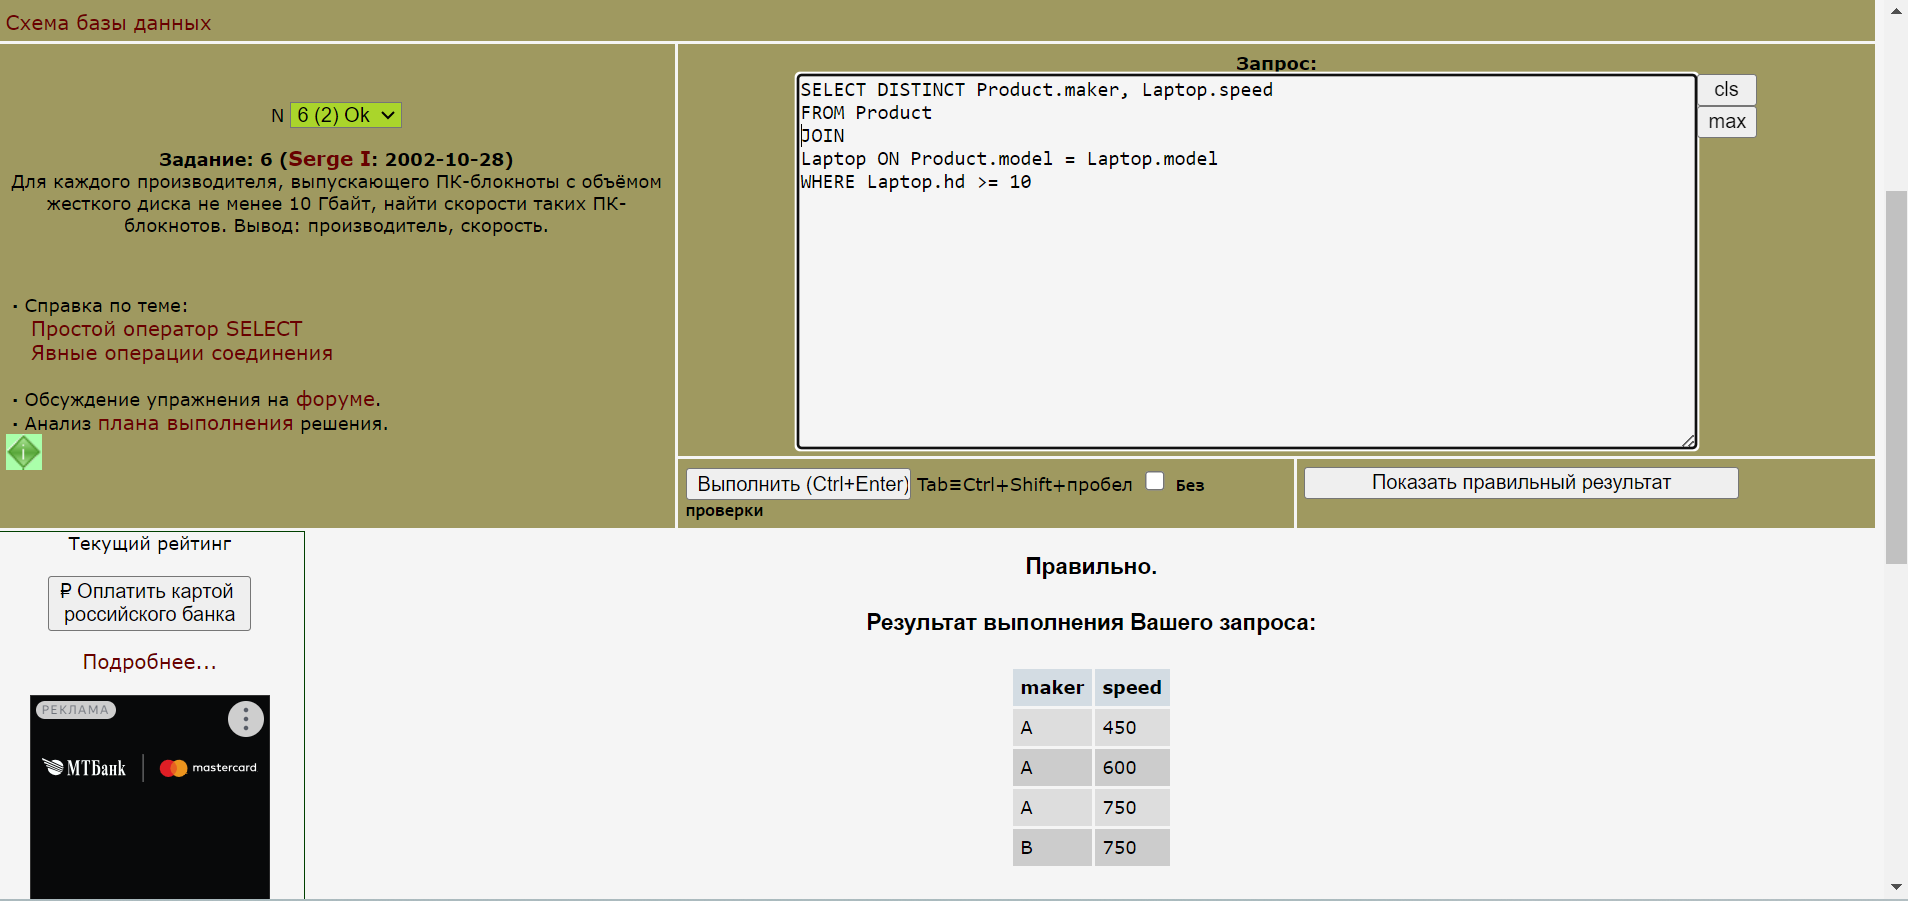 Схема базы данных
N 6 (2) Ok
Задание: 6 (Serge I: 2002-10-28)
Для каждого производителя, выпускающего ПК-блокноты с объёмом
жесткого диска не менее 10 Гбайт, найти скорости таких ПК-
блокнотов. Вывод: производитель, скорость.
· Справка по теме:
Простой оператор SELECT
Явные операции соединения
· Обсуждение упражнения на форуме.
· Анализ плана выполнения решения.
i
Запрос:
SELECT DISTINCT Product.maker, Laptop.speed
FROM Product
JOIN
Laptop ON Product.model = Laptop.model
WHERE Laptop.hd >= 10
cls
max
Выполнить (Ctrl+Enter) Tab≡Ctrl+Shift+пробел Без
проверки
Показать правильный результат
Текущий рейтинг
₽ Оплатить картой
российского банка
Подробнее...
РЕКЛАМА
МТБанк mastercard
Правильно.
Результат выполнения Вашего запроса:
maker speed
A 450
A 600
A 750
B 750